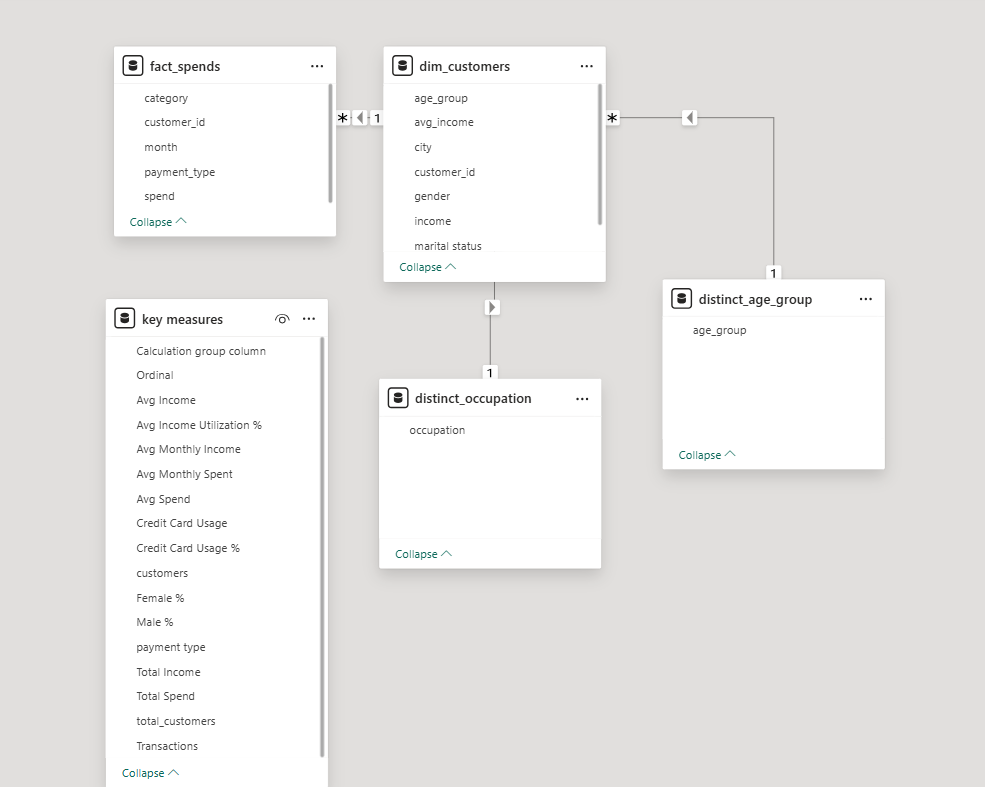 fact_spends
category
customer_id
month
payment_type
spend
Collapse
* 1
dim_customers
age_group
avg_income
city
customer_id
gender
income
marital status
Collapse
*
1
distinct_age_group
age_group
Collapse
1
distinct_occupation
occupation
Collapse
key measures
Calculation group column
Ordinal
Avg Income
Avg Income Utilization %
Avg Monthly Income
Avg Monthly Spent
Avg Spend
Credit Card Usage
Credit Card Usage %
customers
Female %
Male %
payment type
Total Income
Total Spend
total_customers
Transactions
Collapse